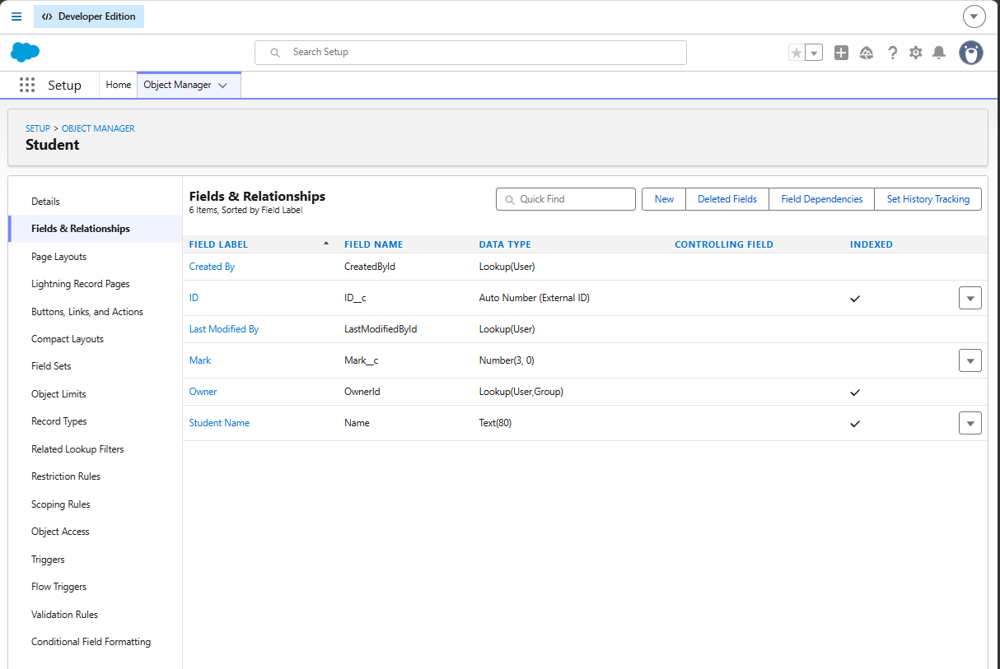 Developer Edition
Search Setup
Setup Home Object Manager
SETUP > OBJECT MANAGER
Student
Details
Fields & Relationships
Page Layouts
Lightning Record Pages
Buttons, Links, and Actions
Compact Layouts
Field Sets
Object Limits
Record Types
Related Lookup Filters
Restriction Rules
Scoping Rules
Object Access
Triggers
Flow Triggers
Validation Rules
Conditional Field Formatting
Fields & Relationships
6 Items, Sorted by Field Label
Quick Find New Deleted Fields Field Dependencies Set History Tracking
FIELD LABEL FIELD NAME DATA TYPE CONTROLLING FIELD INDEXED
Created By CreatedById Lookup(User)
ID ID__c Auto Number (External ID)
Last Modified By LastModifiedById Lookup(User)
Mark Mark__c Number(3, 0)
Owner OwnerId Lookup(User,Group)
Student Name Name Text(80)